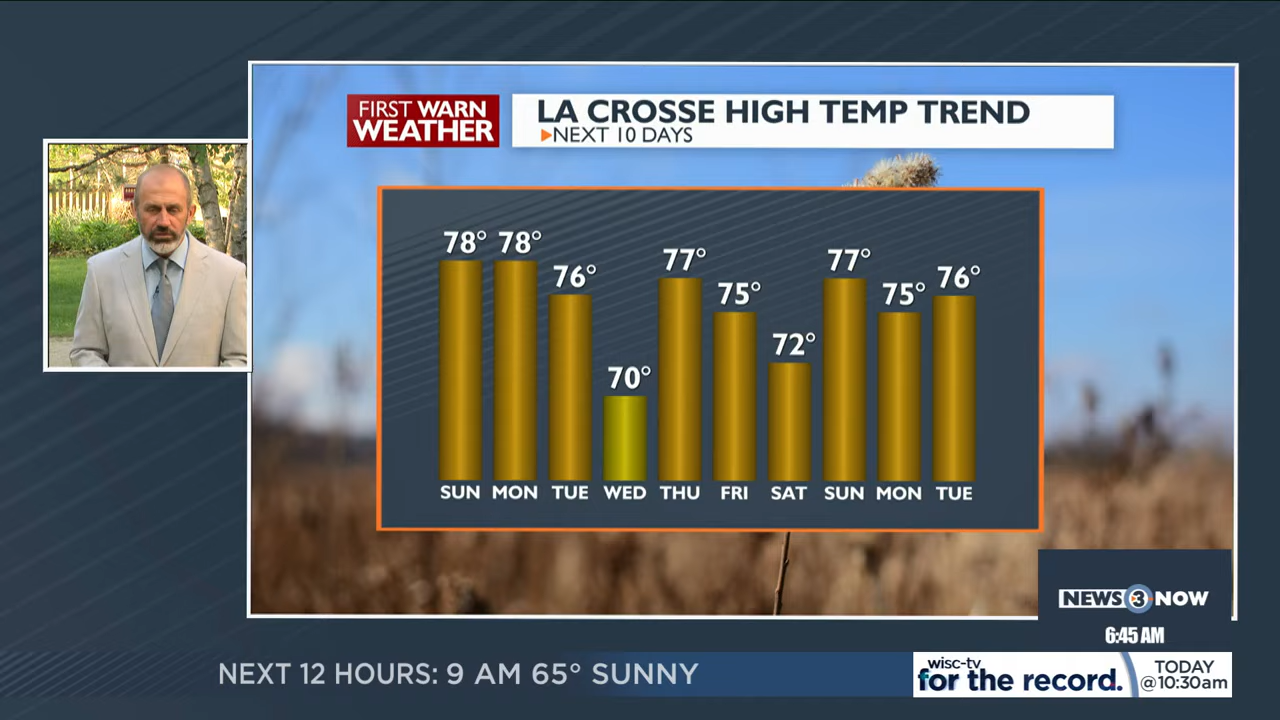 FIRST WARN
WEATHER
LA CROSSE HIGH TEMP TREND
NEXT 10 DAYS
78° 78° 76° 70° 77° 75° 72° 77° 75° 76°
SUN MON TUE WED THU FRI SAT SUN MON TUE
NEWS 3 NOW
6:45 AM
NEXT 12 HOURS: 9 AM 65° SUNNY
wisc-tv
for the record.
TODAY
@10:30am